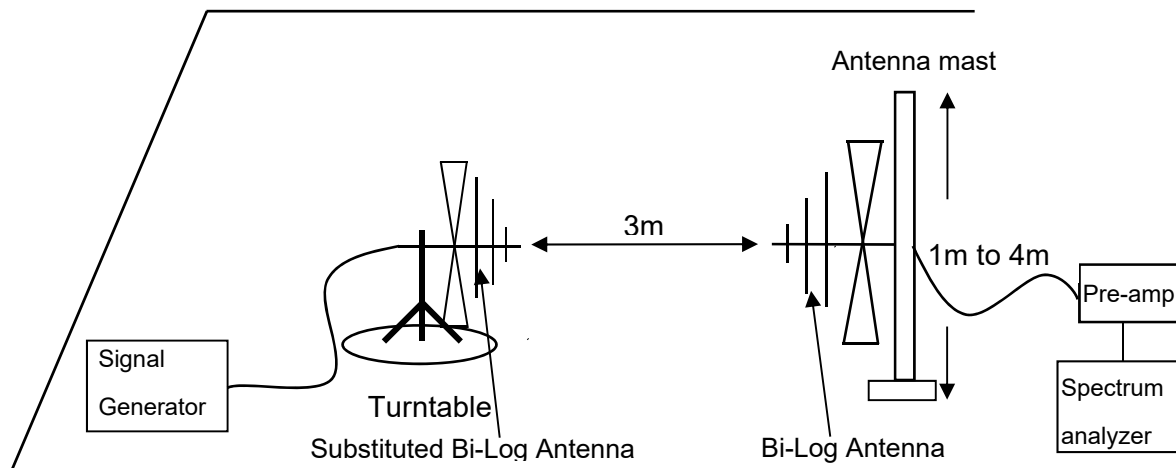 Antenna mast
3m
1m to 4m
Pre-amp
Signal
Generator
Turntable
Spectrum
analyzer
Substituted Bi-Log Antenna
Bi-Log Antenna